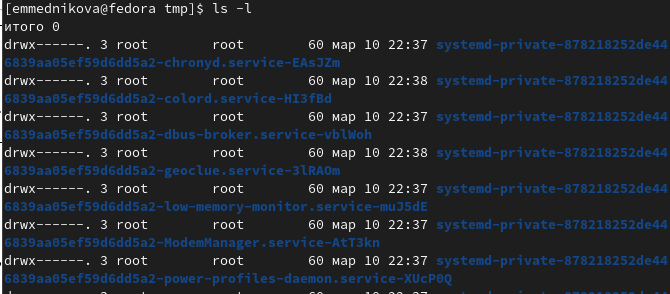 [emmednikova@fedora tmp]$ ls -l
итого 0
drwx------. 3 root        root        60 мар 10 22:37 systemd-private-878218252de44
6839aa05ef59d6dd5a2-chronyd.service-EAsJZm
drwx------. 3 root        root        60 мар 10 22:38 systemd-private-878218252de44
6839aa05ef59d6dd5a2-colord.service-HI3fBd
drwx------. 3 root        root        60 мар 10 22:37 systemd-private-878218252de44
6839aa05ef59d6dd5a2-dbus-broker.service-vblWoh
drwx------. 3 root        root        60 мар 10 22:38 systemd-private-878218252de44
6839aa05ef59d6dd5a2-geoclue.service-3lRAOm
drwx------. 3 root        root        60 мар 10 22:37 systemd-private-878218252de44
6839aa05ef59d6dd5a2-low-memory-monitor.service-muJ5dE
drwx------. 3 root        root        60 мар 10 22:37 systemd-private-878218252de44
6839aa05ef59d6dd5a2-ModemManager.service-AtT3kn
drwx------. 3 root        root        60 мар 10 22:37 systemd-private-878218252de44
6839aa05ef59d6dd5a2-power-profiles-daemon.service-XUcP0Q